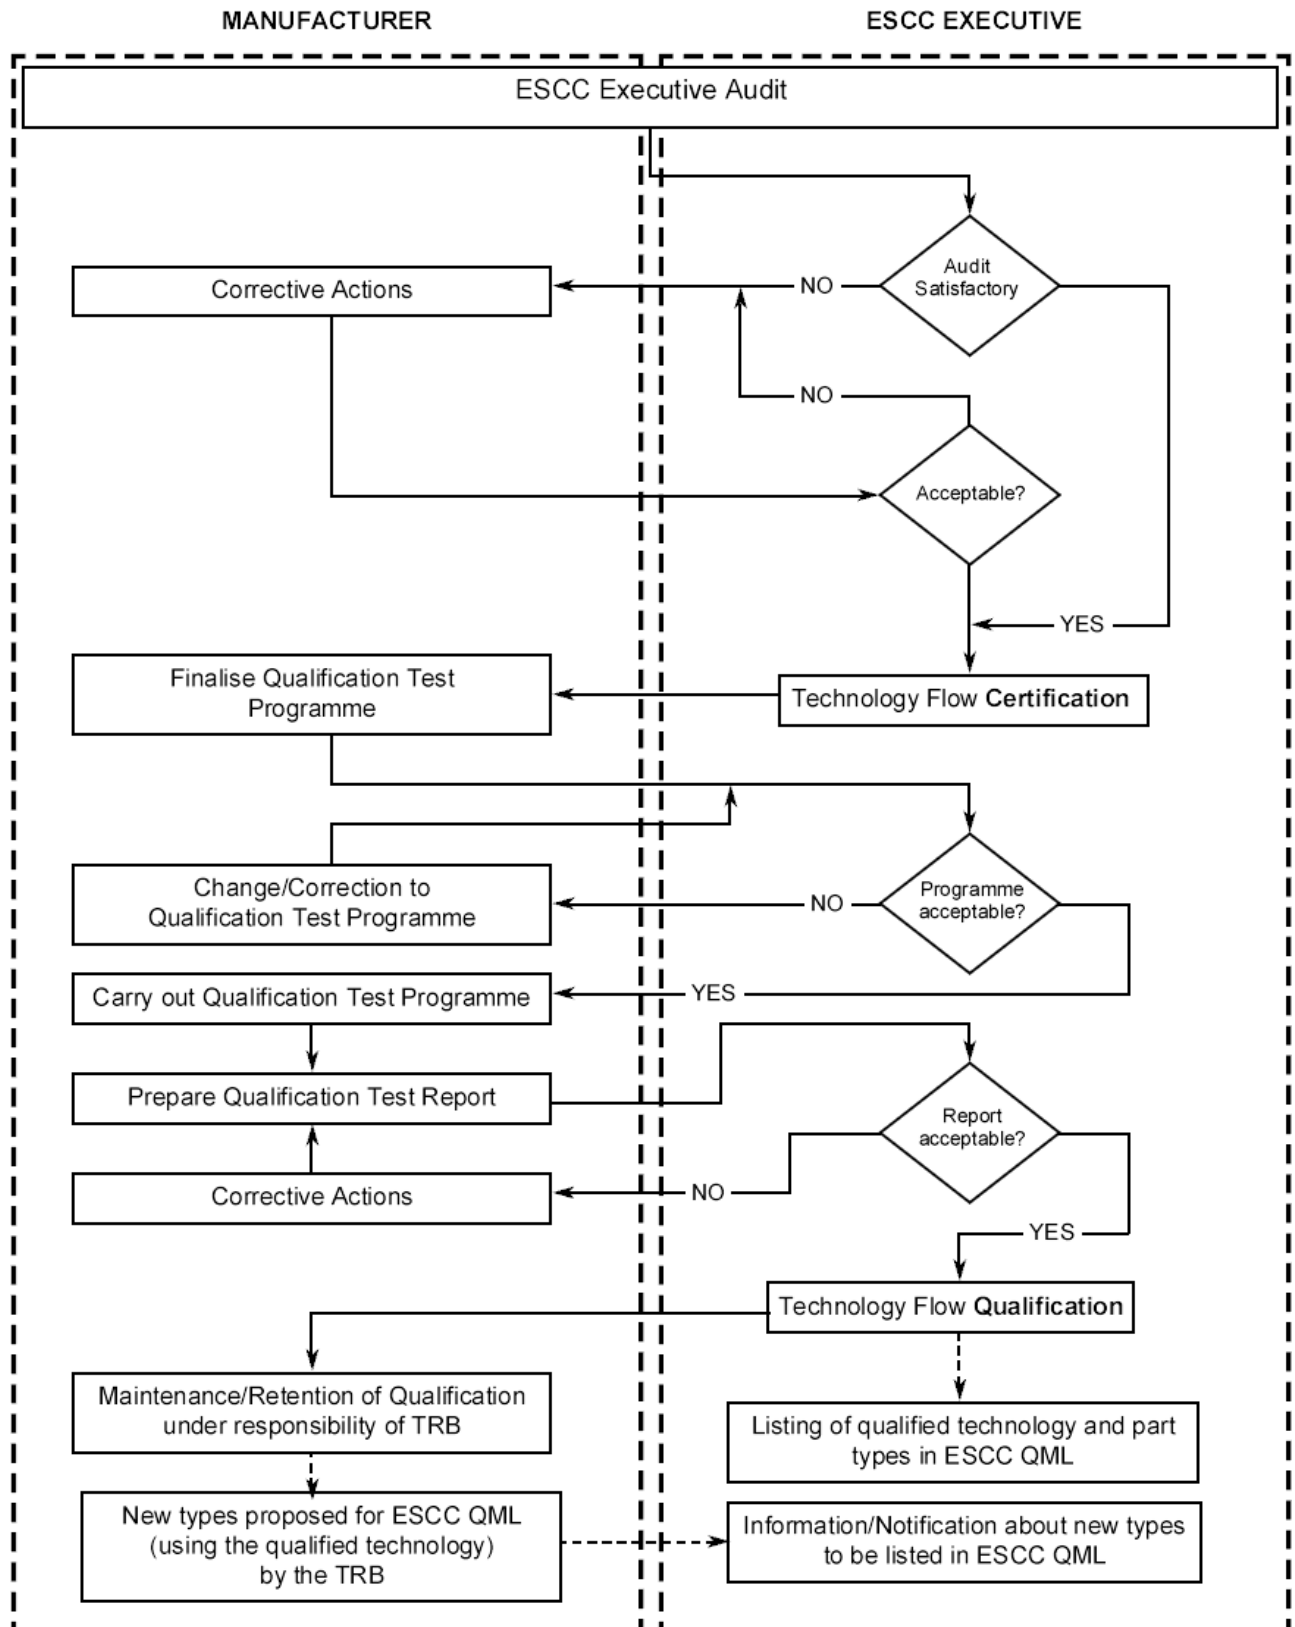 MANUFACTURER
ESCC EXECUTIVE
ESCC Executive Audit
Audit
Satisfactory
NO
Corrective Actions
NO
Acceptable?
YES
Finalise Qualification Test
Programme
Technology Flow Certification
Change/Correction to
Qualification Test Programme
NO
Programme
acceptable?
Carry out Qualification Test Programme
YES
Prepare Qualification Test Report
Report
acceptable?
Corrective Actions
NO
YES
Technology Flow Qualification
Maintenance/Retention of Qualification
under responsibility of TRB
Listing of qualified technology and part
types in ESCC QML
New types proposed for ESCC QML
(using the qualified technology)
by the TRB
Information/Notification about new types
to be listed in ESCC QML